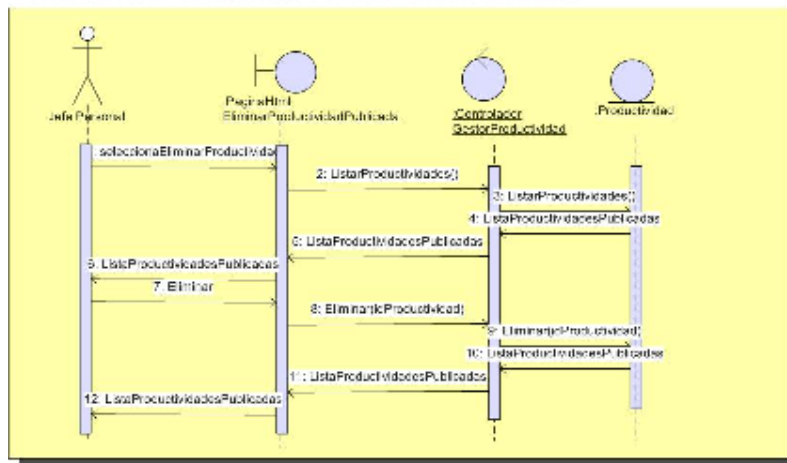 Jefe Personal
PaginaHtml
EliminarProductividadPublicada
:Controlador
GestorProductividad
:Productividad
: seleccionaEliminarProductividad
2: ListarProductividades()
3: ListarProductividades()
4: ListaProductividadesPublicadas
5: ListaProductividadesPublicadas
6: ListaProductividadesPublicadas
7: Eliminar
8: Eliminar(idProductividad)
9: Eliminar(idProductividad)
10: ListaProductividadesPublicadas
11: ListaProductividadesPublicadas
12: ListaProductividadesPublicadas